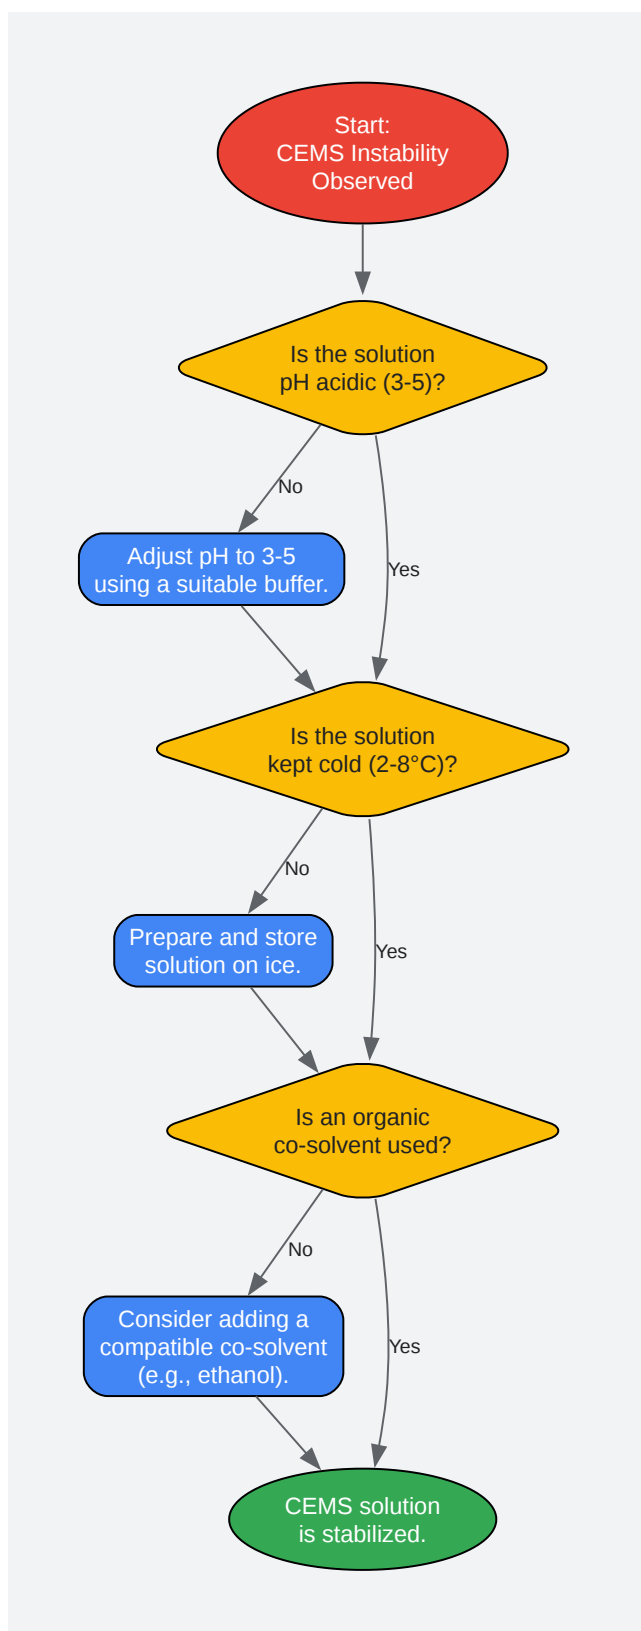 Start:
CEMS Instability
Observed
Is the solution
pH acidic (3-5)?
No
Adjust pH to 3-5
using a suitable buffer.
Yes
Is the solution
kept cold (2-8°C)?
No
Prepare and store
solution on ice.
Yes
Is an organic
co-solvent used?
No
Consider adding a
compatible co-solvent
(e.g., ethanol).
Yes
CEMS solution
is stabilized.